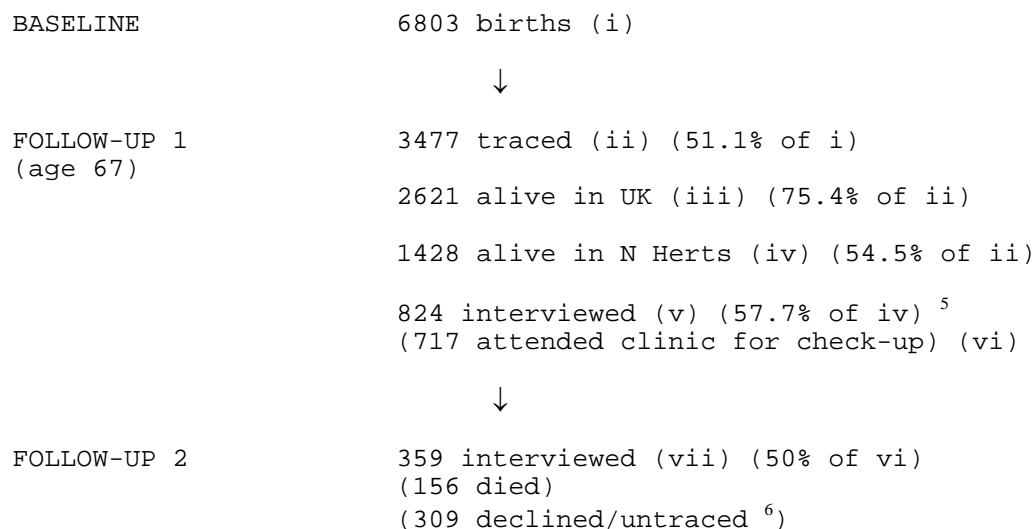 BASELINE 6803 births (i)
↓
FOLLOW-UP 1 3477 traced (ii) (51.1% of i)
(age 67)
2621 alive in UK (iii) (75.4% of ii)
1428 alive in N Herts (iv) (54.5% of ii)
824 interviewed (v) (57.7% of iv) 5
(717 attended clinic for check-up) (vi)
↓
FOLLOW-UP 2 359 interviewed (vii) (50% of vi)
(156 died)
(309 declined/untraced 6)